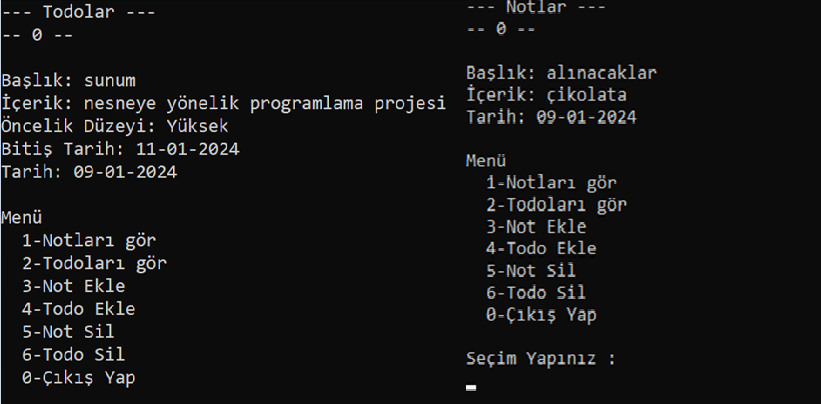 --- Todolar ---
-- 0 --
Başlık: sunum
İçerik: nesneye yönelik programlama projesi
Öncelik Düzeyi: Yüksek
Bitiş Tarih: 11-01-2024
Tarih: 09-01-2024
Menü
1-Notları gör
2-Todoları gör
3-Not Ekle
4-Todo Ekle
5-Not Sil
6-Todo Sil
0-Çıkış Yap
--- Notlar ---
-- 0 --
Başlık: alınacaklar
İçerik: çikolata
Tarih: 09-01-2024
Menü
1-Notları gör
2-Todoları gör
3-Not Ekle
4-Todo Ekle
5-Not Sil
6-Todo Sil
0-Çıkış Yap
Seçim Yapınız :